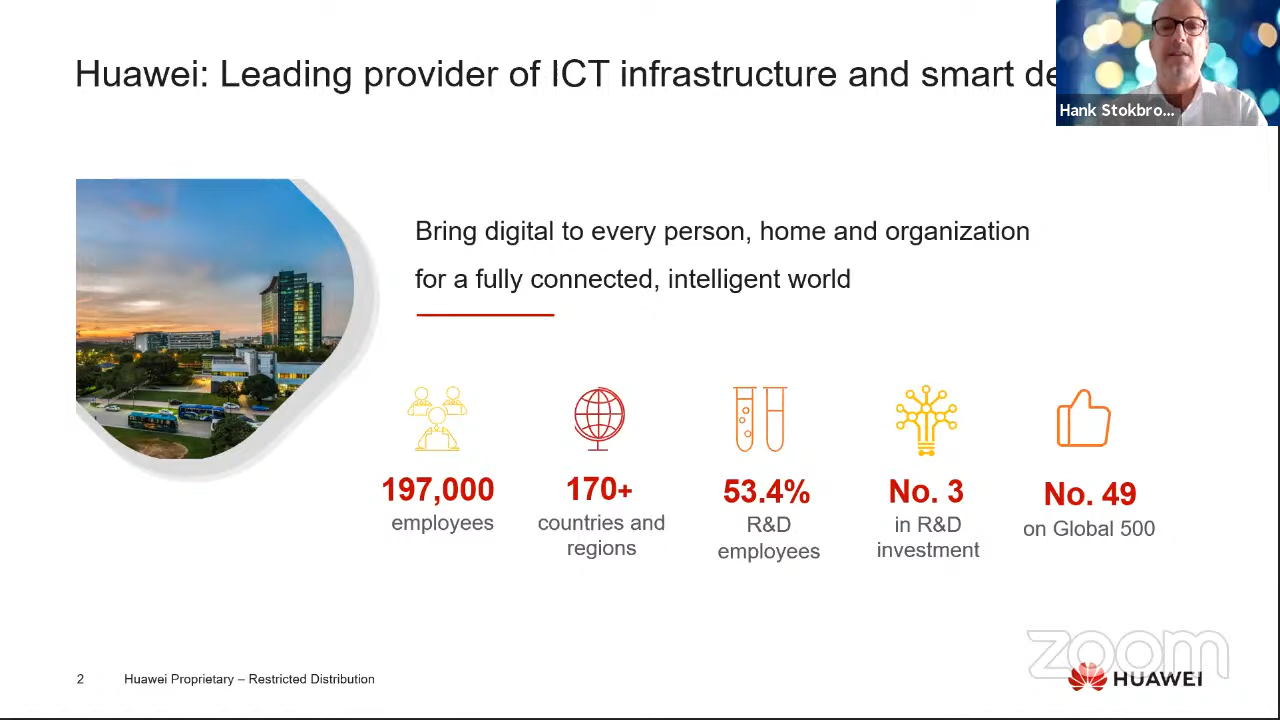 Huawei: Leading provider of ICT infrastructure and smart de
Hank Stokbro...
Bring digital to every person, home and organization
for a fully connected, intelligent world
197,000
employees
170+
countries and
regions
53.4%
R&D
employees
No. 3
in R&D
investment
No. 49
on Global 500
zoom
2 Huawei Proprietary – Restricted Distribution
HUAWEI